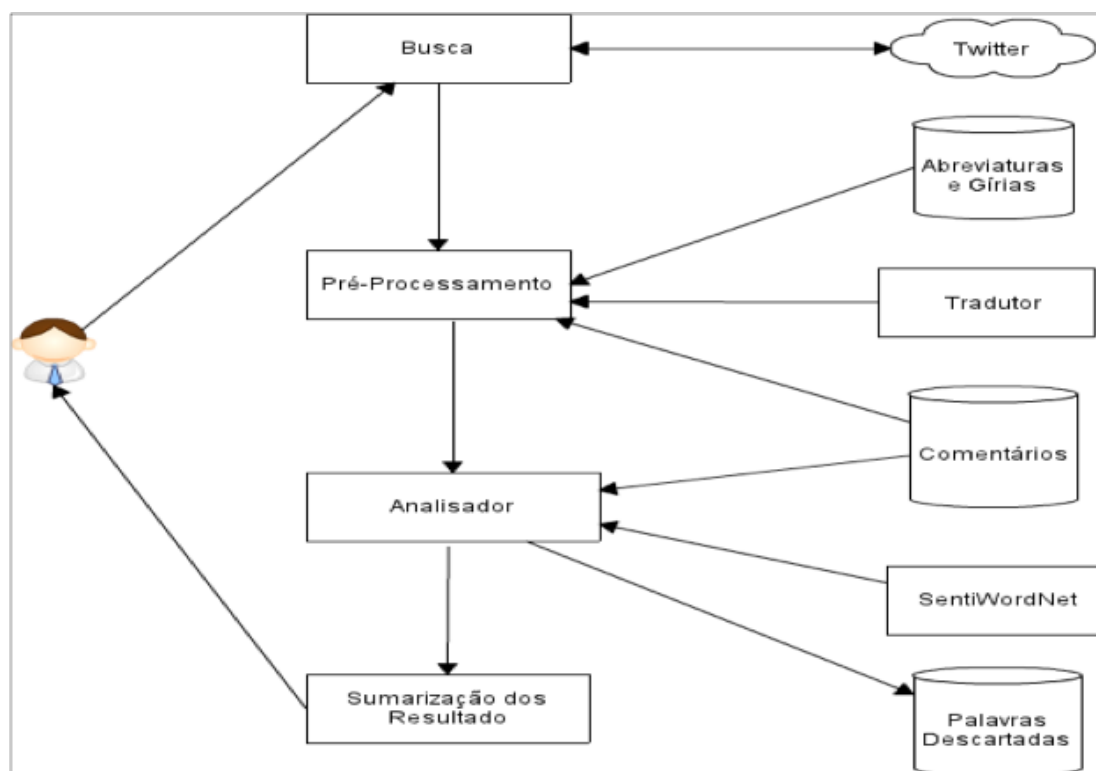 Busca
Twitter
Abreviaturas
e Gírias
Pré-Processamento
Tradutor
Comentários
Analisador
SentiWordNet
Sumarização dos
Resultado
Palavras
Descartadas